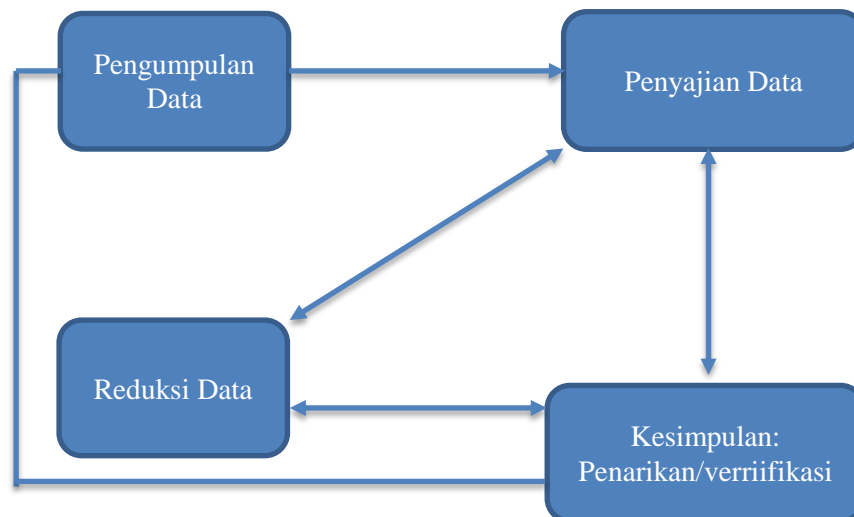 Pengumpulan
Data
Penyajian Data
Reduksi Data
Kesimpulan:
Penarikan/verriifikasi